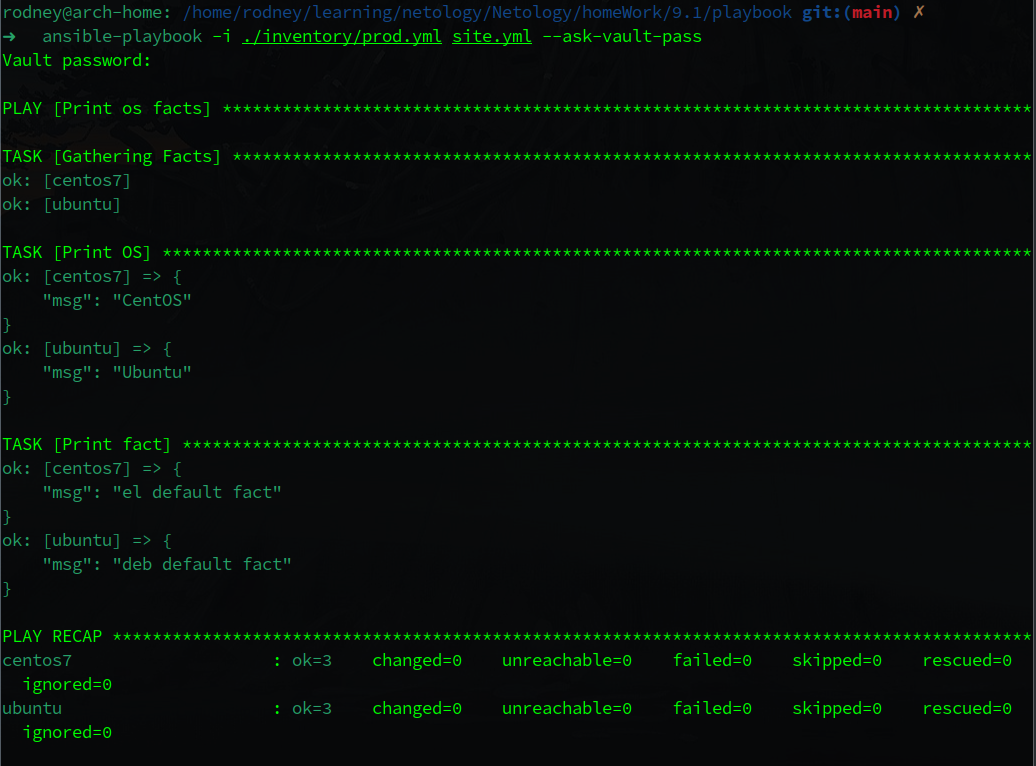 rodney@arch-home: /home/rodney/learning/netology/Netology/homeWork/9.1/playbook git:(main) ✗
→  ansible-playbook -i ./inventory/prod.yml site.yml --ask-vault-pass
Vault password:

PLAY [Print os facts] *********************************************************************************

TASK [Gathering Facts] ********************************************************************************
ok: [centos7]
ok: [ubuntu]

TASK [Print OS] ***************************************************************************************
ok: [centos7] => {
    "msg": "CentOS"
}
ok: [ubuntu] => {
    "msg": "Ubuntu"
}

TASK [Print fact] *************************************************************************************
ok: [centos7] => {
    "msg": "el default fact"
}
ok: [ubuntu] => {
    "msg": "deb default fact"
}

PLAY RECAP ********************************************************************************************
centos7                    : ok=3    changed=0    unreachable=0    failed=0    skipped=0    rescued=0
  ignored=0
ubuntu                     : ok=3    changed=0    unreachable=0    failed=0    skipped=0    rescued=0
  ignored=0